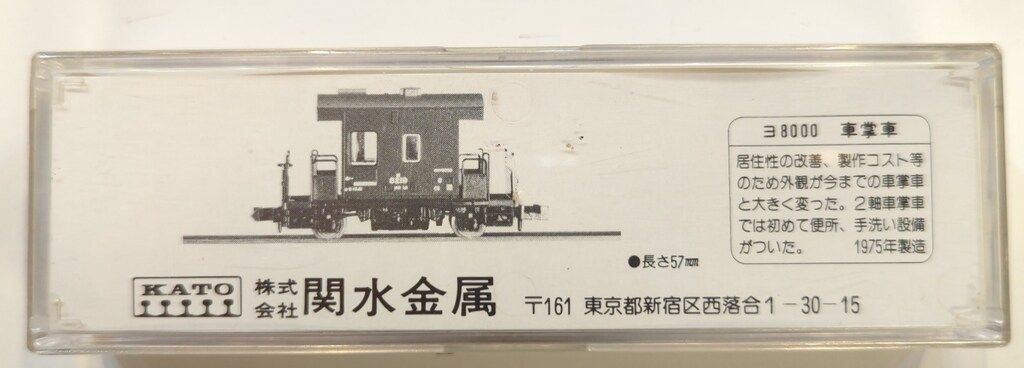 ヨ8000 車掌車
居住性の改善、製作コスト等
のため外観が今までの車掌車
と大きく変った。2軸車掌車
では初めて便所、手洗い設備
がついた。 1975年製造
●長さ57mm
KATO 株式会社 関水金属 〒161 東京都新宿区西落合1-30-15